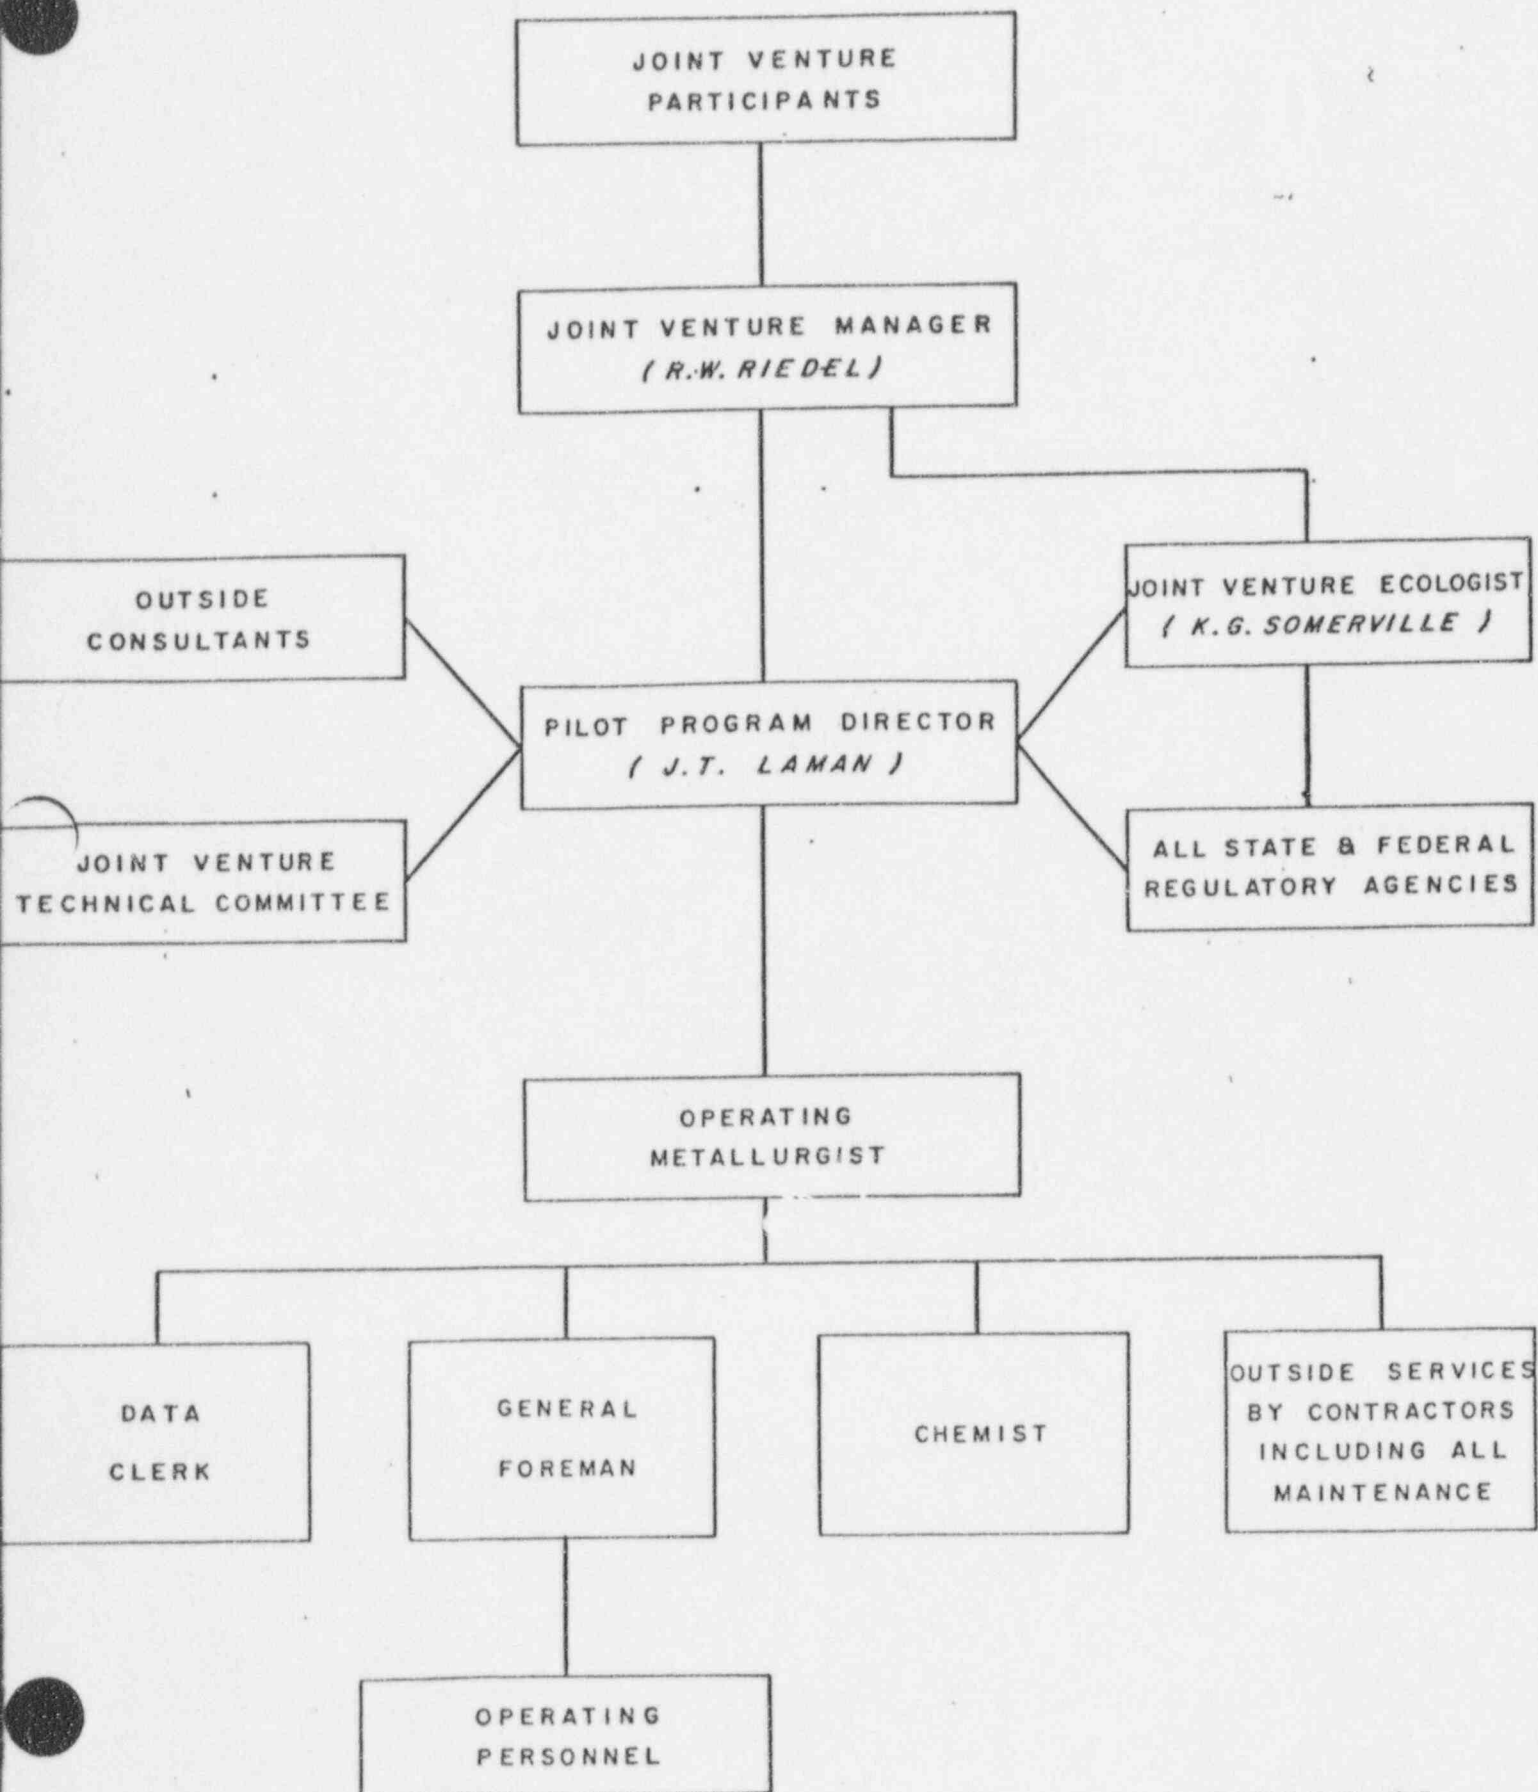 JOINT VENTURE
PARTICIPANTS
JOINT VENTURE MANAGER
( R.W. RIEDEL )
OUTSIDE
CONSULTANTS
JOINT VENTURE ECOLOGIST
( K.G. SOMERVILLE )
PILOT PROGRAM DIRECTOR
( J.T. LAMAN )
JOINT VENTURE
TECHNICAL COMMITTEE
ALL STATE & FEDERAL
REGULATORY AGENCIES
OPERATING
METALLURGIST
DATA
CLERK
GENERAL
FOREMAN
CHEMIST
OUTSIDE SERVICES
BY CONTRACTORS
INCLUDING ALL
MAINTENANCE
OPERATING
PERSONNEL